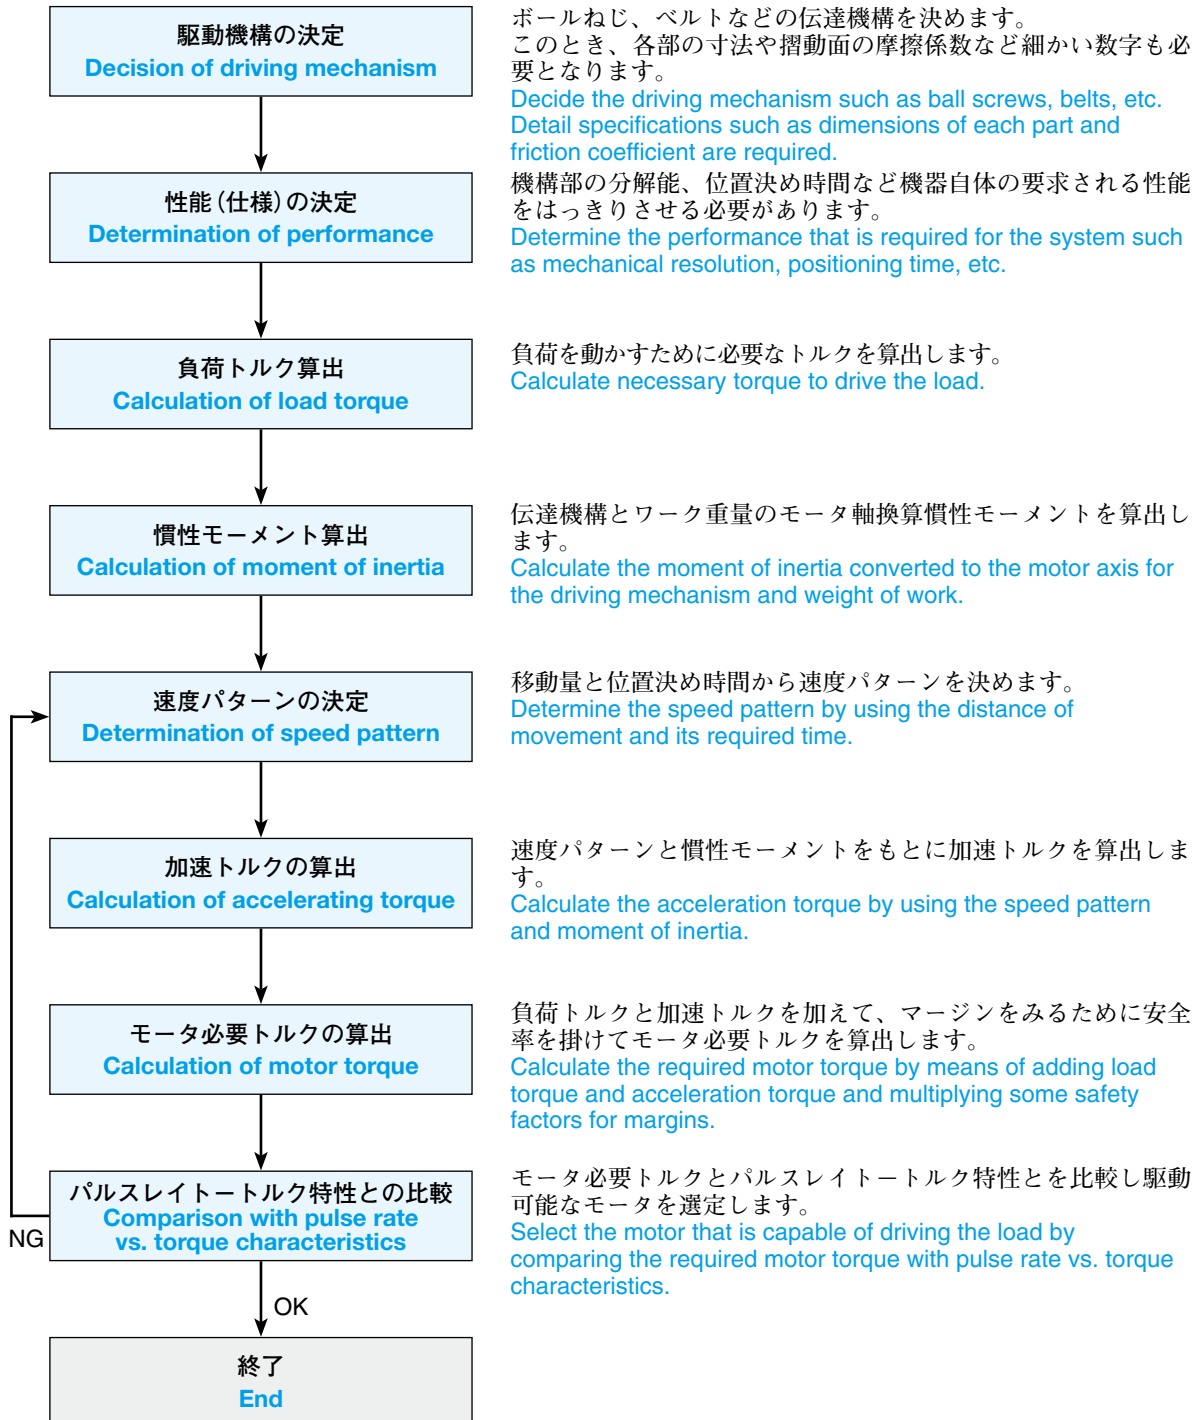 駆動機構の決定
Decision of driving mechanism
ボールねじ、ベルトなどの伝達機構を決めます。
このとき、各部の寸法や摺動面の摩擦係数など細かい数字も必
要となります。
Decide the driving mechanism such as ball screws, belts, etc.
Detail specifications such as dimensions of each part and
friction coefficient are required.
性能(仕様)の決定
Determination of performance
機構部の分解能、位置決め時間など機器自体の要求される性能
をはっきりさせる必要があります。
Determine the performance that is required for the system such
as mechanical resolution, positioning time, etc.
負荷トルク算出
Calculation of load torque
負荷を動かすために必要なトルクを算出します。
Calculate necessary torque to drive the load.
慣性モーメント算出
Calculation of moment of inertia
伝達機構とワーク重量のモータ軸換算慣性モーメントを算出し
ます。
Calculate the moment of inertia converted to the motor axis for
the driving mechanism and weight of work.
速度パターンの決定
Determination of speed pattern
移動量と位置決め時間から速度パターンを決めます。
Determine the speed pattern by using the distance of
movement and its required time.
加速トルクの算出
Calculation of accelerating torque
速度パターンと慣性モーメントをもとに加速トルクを算出しま
す。
Calculate the acceleration torque by using the speed pattern
and moment of inertia.
モータ必要トルクの算出
Calculation of motor torque
負荷トルクと加速トルクを加えて、マージンをみるために安全
率を掛けてモータ必要トルクを算出します。
Calculate the required motor torque by means of adding load
torque and acceleration torque and multiplying some safety
factors for margins.
パルスレイトートルク特性との比較
Comparison with pulse rate
vs. torque characteristics
NG
モータ必要トルクとパルスレイト−トルク特性とを比較し駆動
可能なモータを選定します。
Select the motor that is capable of driving the load by
comparing the required motor torque with pulse rate vs. torque
characteristics.
OK
終了
End